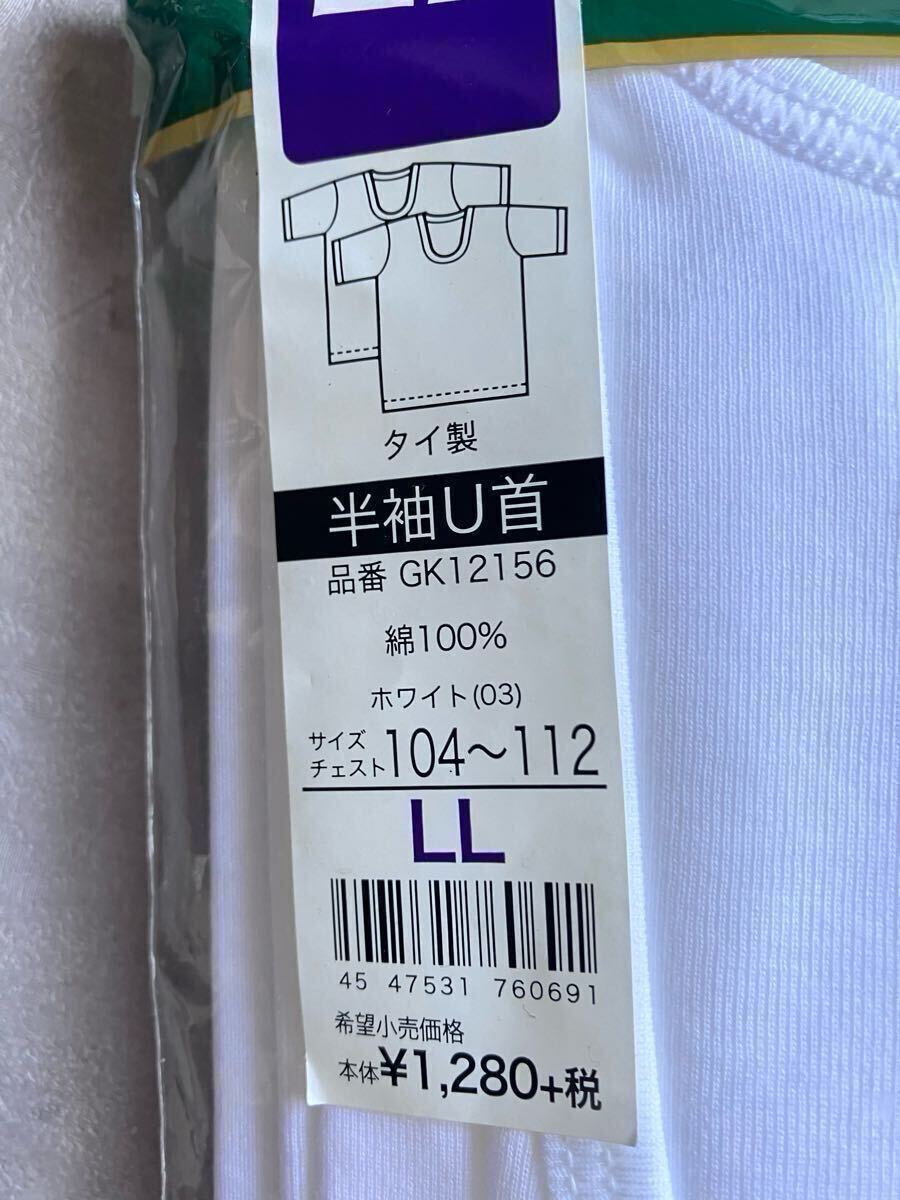 タイ製
半袖U首
品番 GK12156
綿100%
ホワイト(03)
サイズ
チェスト104～112
LL
45 47531 760691
希望小売価格
本体¥1,280+税